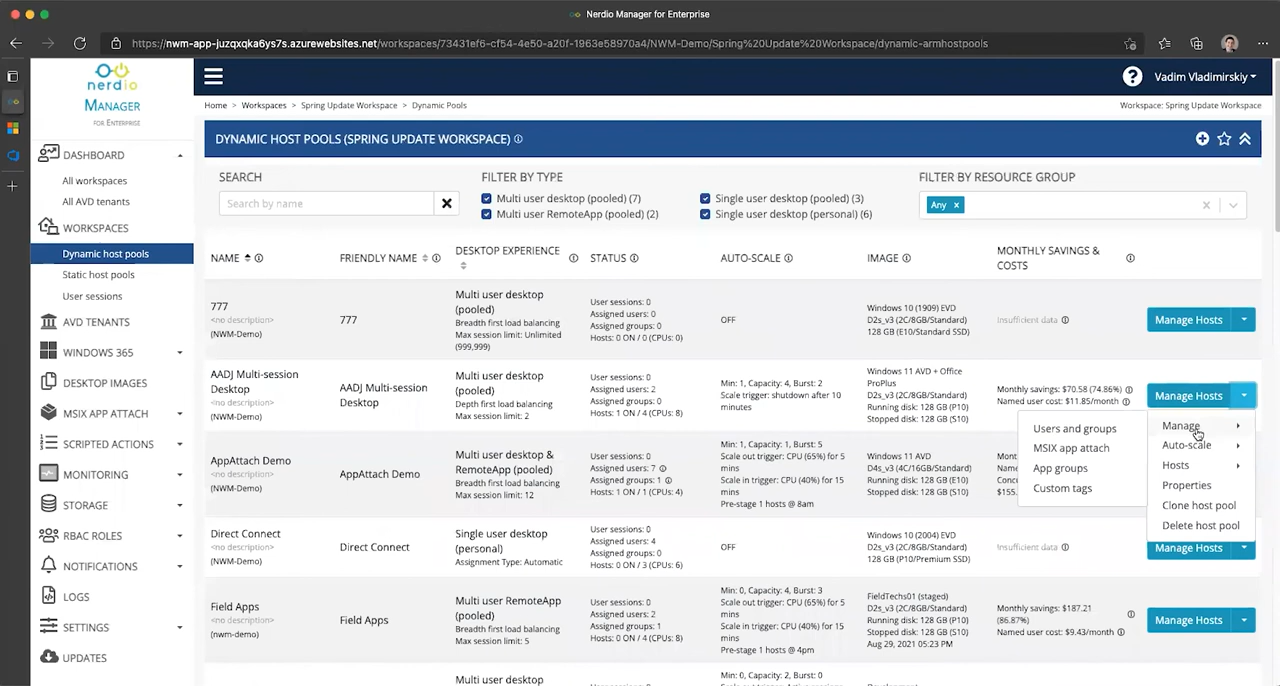 Nerdio Manager for Enterprise
https://nwm-app-juzqxqka6ys7s.azurewebsites.net/workspaces/73431ef6-cf54-4e50-a20f-1963e58970a4/NWM-Demo/Spring%20Update%20Workspace/dynamic-armhostpools
nerdio
MANAGER
FOR ENTERPRISE
DASHBOARD
All workspaces
All AVD tenants
WORKSPACES
Dynamic host pools
Static host pools
User sessions
AVD TENANTS
WINDOWS 365
DESKTOP IMAGES
MSIX APP ATTACH
SCRIPTED ACTIONS
MONITORING
STORAGE
RBAC ROLES
NOTIFICATIONS
LOGS
SETTINGS
UPDATES
Vadim Vladimirskiy
Home > Workspaces > Spring Update Workspace > Dynamic Pools
Workspace: Spring Update Workspace
DYNAMIC HOST POOLS (SPRING UPDATE WORKSPACE)
SEARCH
Search by name
FILTER BY TYPE
Multi user desktop (pooled) (7)
Single user desktop (pooled) (3)
Multi user RemoteApp (pooled) (2)
Single user desktop (personal) (6)
FILTER BY RESOURCE GROUP
Any ×
NAME
FRIENDLY NAME
DESKTOP EXPERIENCE
STATUS
AUTO-SCALE
IMAGE
MONTHLY SAVINGS &
COSTS
777
<no description>
(NWM-Demo)
777
Multi user desktop
(pooled)
Breadth first load balancing
Max session limit: Unlimited
(999,999)
User sessions: 0
Assigned users: 0
Assigned groups: 0
Hosts: 0 ON / 0 (CPUs: 0)
OFF
Windows 10 (1909) EVD
D2s_v3 (2C/8GB/Standard)
128 GB (E10/Standard SSD)
Insufficient data
Manage Hosts
AADJ Multi-session
Desktop
<no description>
(NWM-Demo)
AADJ Multi-session
Desktop
Multi user desktop
(pooled)
Depth first load balancing
Max session limit: 2
User sessions: 0
Assigned users: 2
Assigned groups: 0
Hosts: 1 ON / 4 (CPUs: 8)
Min: 1, Capacity: 4, Burst: 2
Scale trigger: shutdown after 10
minutes
Windows 11 AVD + Office
ProPlus
D2s_v3 (2C/8GB/Standard)
Running disk: 128 GB (P10)
Stopped disk: 128 GB (S10)
Monthly savings: $70.58 (74.86%)
Named user cost: $11.85/month
Manage Hosts
Manage
Auto-scale
Hosts
Properties
Clone host pool
Delete host pool
Users and groups
MSIX app attach
App groups
Custom tags
AppAttach Demo
<no description>
(NWM-Demo)
AppAttach Demo
Multi user desktop &
RemoteApp (pooled)
Breadth first load balancing
Max session limit: 12
User sessions: 0
Assigned users: 7
Assigned groups: 1
Hosts: 1 ON / 1 (CPUs: 4)
Min: 1, Capacity: 1, Burst: 5
Scale out trigger: CPU (65%) for 5
mins
Scale in trigger: CPU (40%) for 15
mins
Pre-stage 1 hosts @ 8am
Windows 11 AVD
D4s_v3 (4C/16GB/Standard)
Running disk: 128 GB (E10)
Stopped disk: 128 GB (S10)
Mont
Name
Concu
$155.
Direct Connect
<no description>
(NWM-Demo)
Direct Connect
Single user desktop
(personal)
Assignment Type: Automatic
User sessions: 0
Assigned users: 4
Assigned groups: 0
Hosts: 0 ON / 3 (CPUs: 6)
OFF
Windows 10 (2004) EVD
D2s_v3 (2C/8GB/Standard)
128 GB (P10/Premium SSD)
Insufficient data
Manage Hosts
Field Apps
<no description>
(nwm-demo)
Field Apps
Multi user RemoteApp
(pooled)
Breadth first load balancing
Max session limit: 5
User sessions: 0
Assigned users: 2
Assigned groups: 1
Hosts: 0 ON / 4 (CPUs: 8)
Min: 0, Capacity: 4, Burst: 3
Scale out trigger: CPU (65%) for 5
mins
Scale in trigger: CPU (40%) for 15
mins
Pre-stage 1 hosts @ 4pm
FieldTechs01 (staged)
D2s_v3 (2C/8GB/Standard)
Running disk: 128 GB (P10)
Stopped disk: 128 GB (S10)
Aug 29, 2021 05:23 PM
Monthly savings: $187.21
(86.87%)
Named user cost: $9.43/month
Manage Hosts
Multi user desktop
User sessions: 0
Min: 0, Capacity: 2, Burst: 0